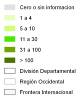 Cero o sin informacion
1 a 4
5 a 10
11 a 30
31 a 100
> 100
División Departamental
Región Occidental
Frontera Internacional